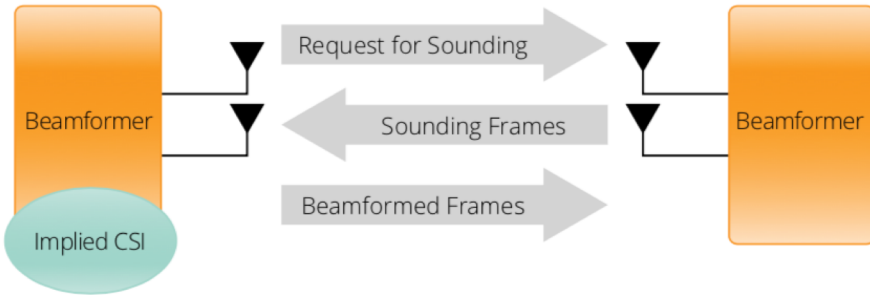 Request for Sounding
Beamformer
Sounding Frames
Beamformer
Beamformed Frames
Implied CSI